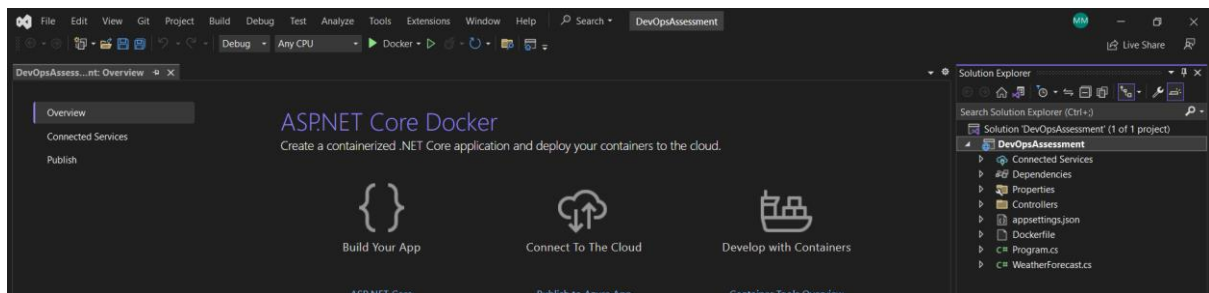 File Edit View Git Project Build Debug Test Analyze Tools Extensions Window Help Search DevOpsAssessment MM
Debug Any CPU Docker Live Share
DevOpsAssess...nt: Overview
Solution Explorer
Overview
Connected Services
Publish
ASP.NET Core Docker
Create a containerized .NET Core application and deploy your containers to the cloud.
Build Your App
Connect To The Cloud
Develop with Containers
Search Solution Explorer (Ctrl+;)
Solution 'DevOpsAssessment' (1 of 1 project)
DevOpsAssessment
Connected Services
Dependencies
Properties
Controllers
appsettings.json
Dockerfile
C# Program.cs
C# WeatherForecast.cs